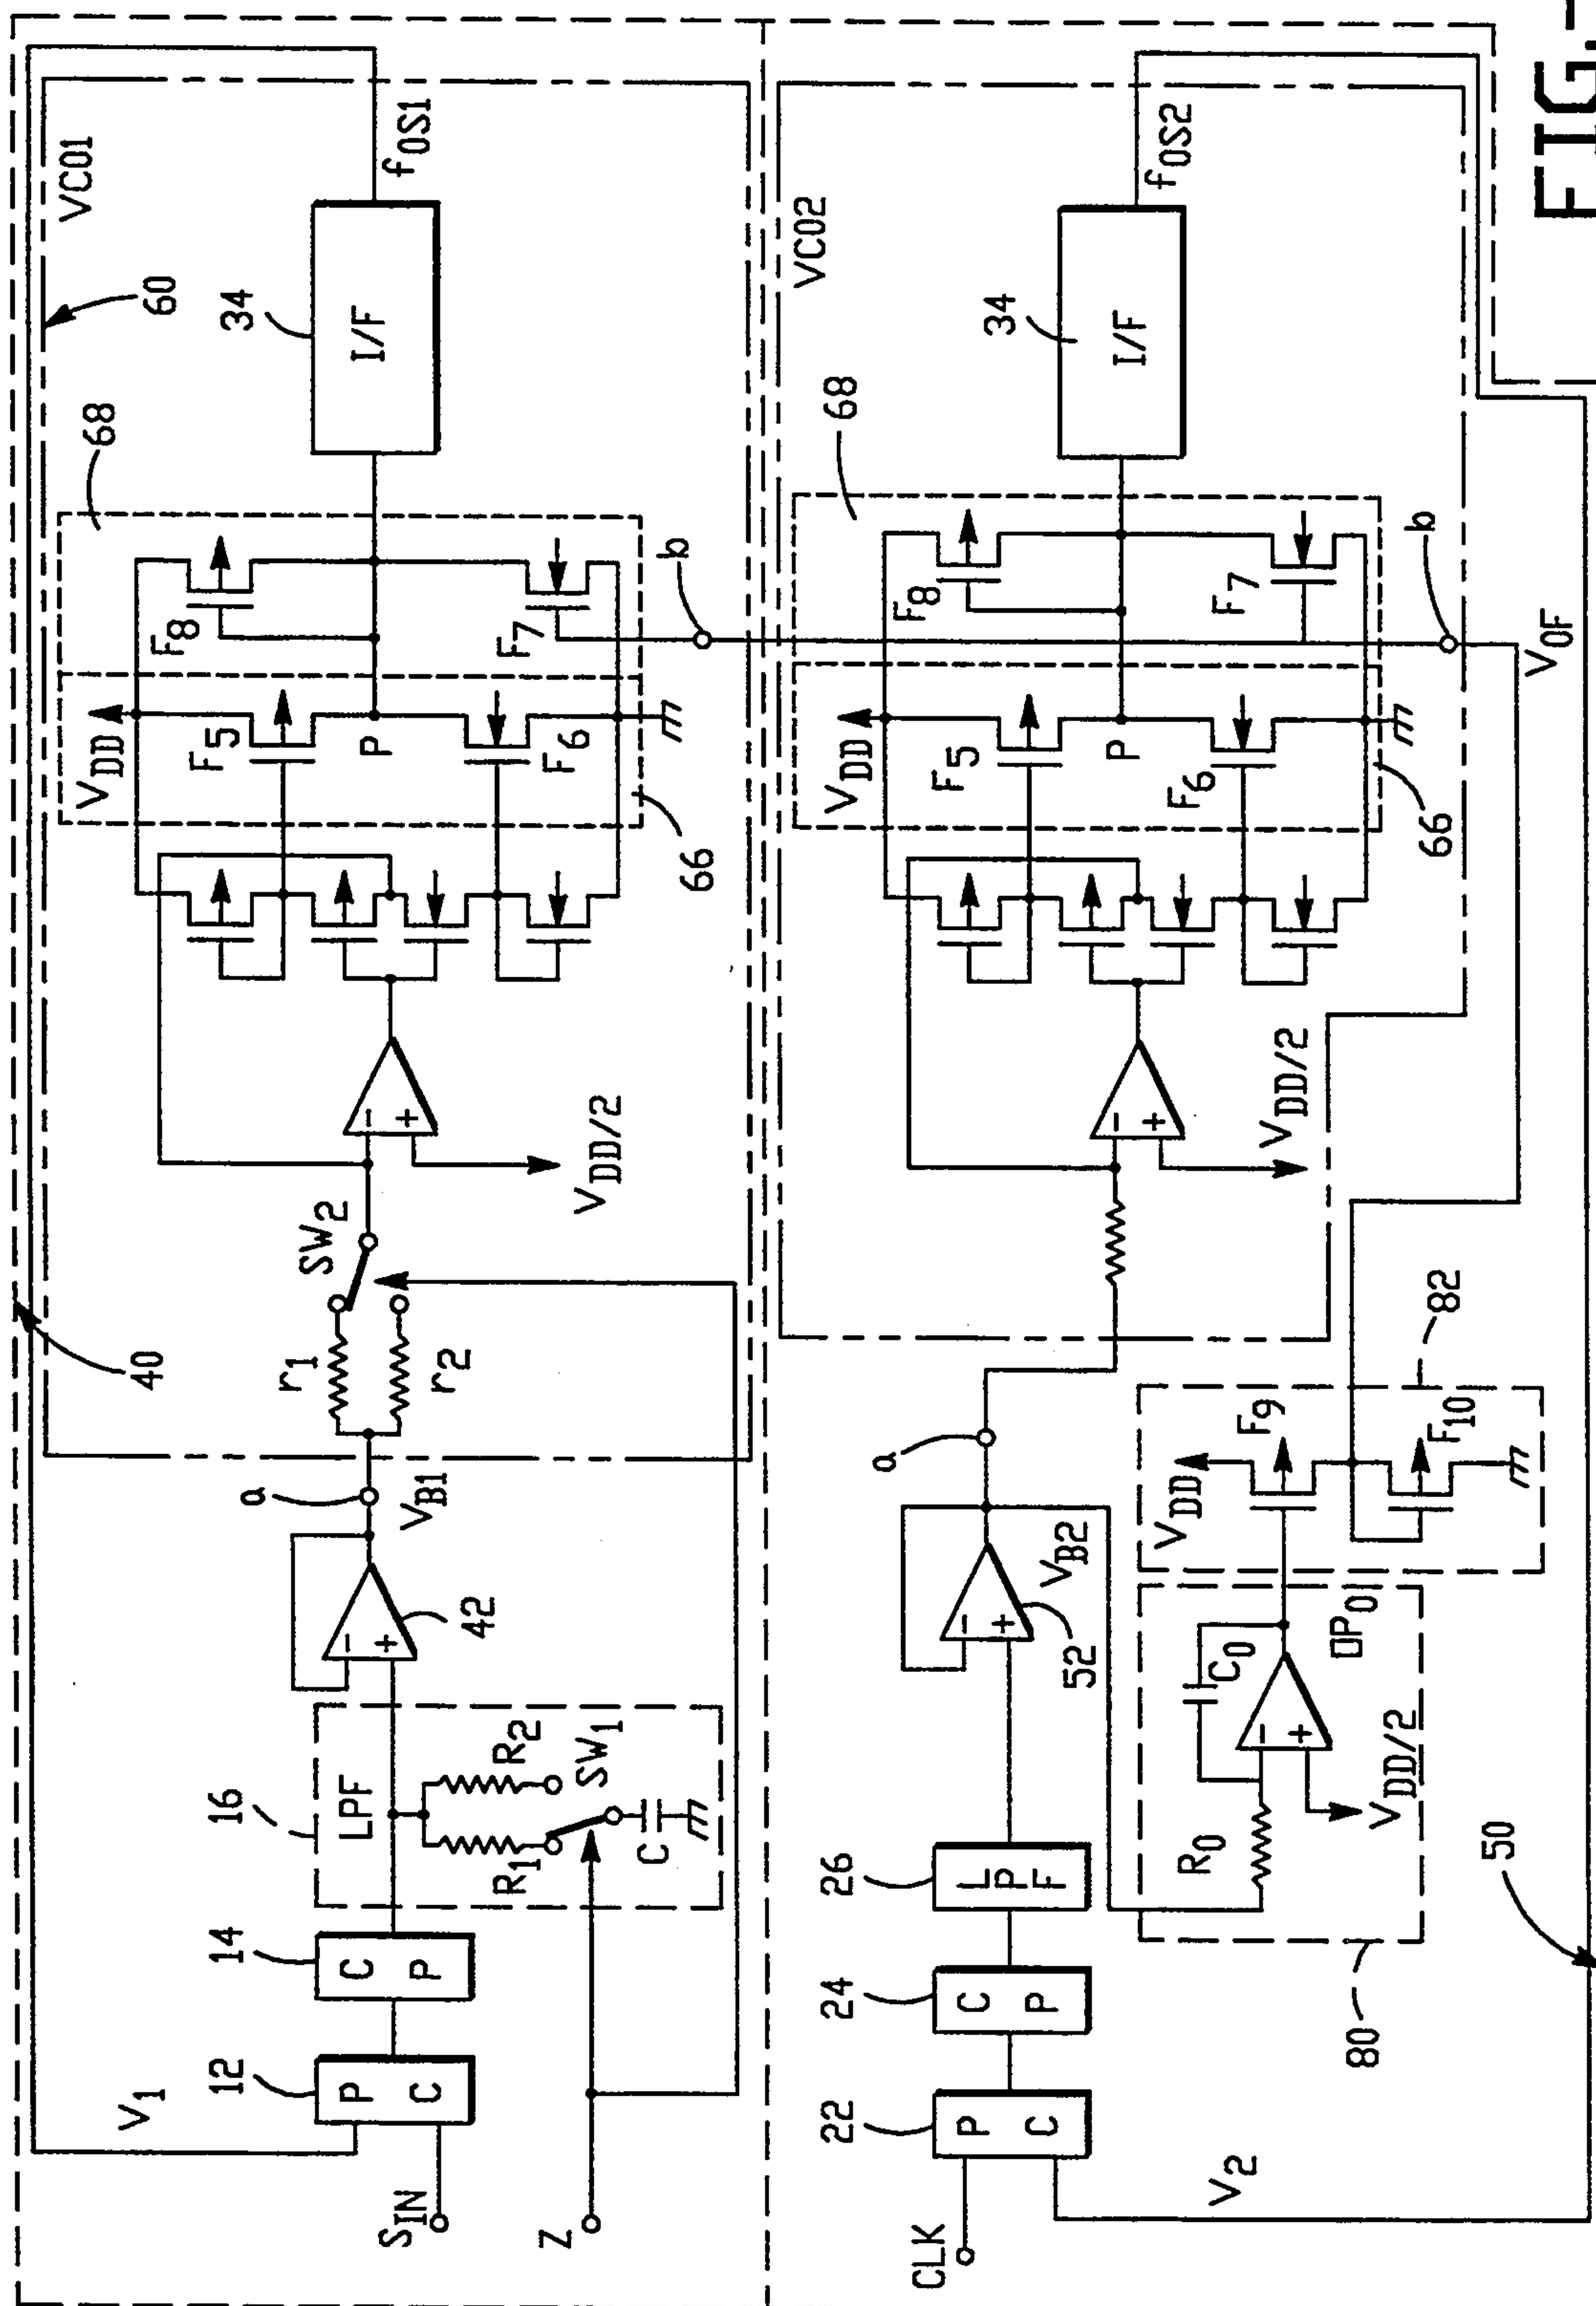 FIG.-
40
60
VCO1
V1
SIN
Z
12
P
C
14
C
P
16
LPF
R1
R2
SW1
C
-
+
42
a
VB1
r1
r2
SW2
-
+
VDD/2
VDD
F5
P
F6
66
68
F8
F7
b
34
I/F
fOS1
VCO2
CLK
V2
22
P
C
24
C
P
26
LPF
-
+
52
a
VB2
-
+
VDD/2
VDD
F5
P
F6
66
68
F8
F7
b
VOF
34
I/F
fOS2
80
R0
C0
-
+
OP01
VDD/2
VDD
F9
F10
82
50